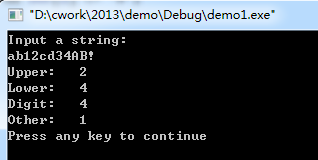 "D:\cwork\2013\demo\Debug\demo1.exe"
Input a string:
ab12cd34AB!
Upper:   2
Lower:   4
Digit:   4
Other:   1
Press any key to continue